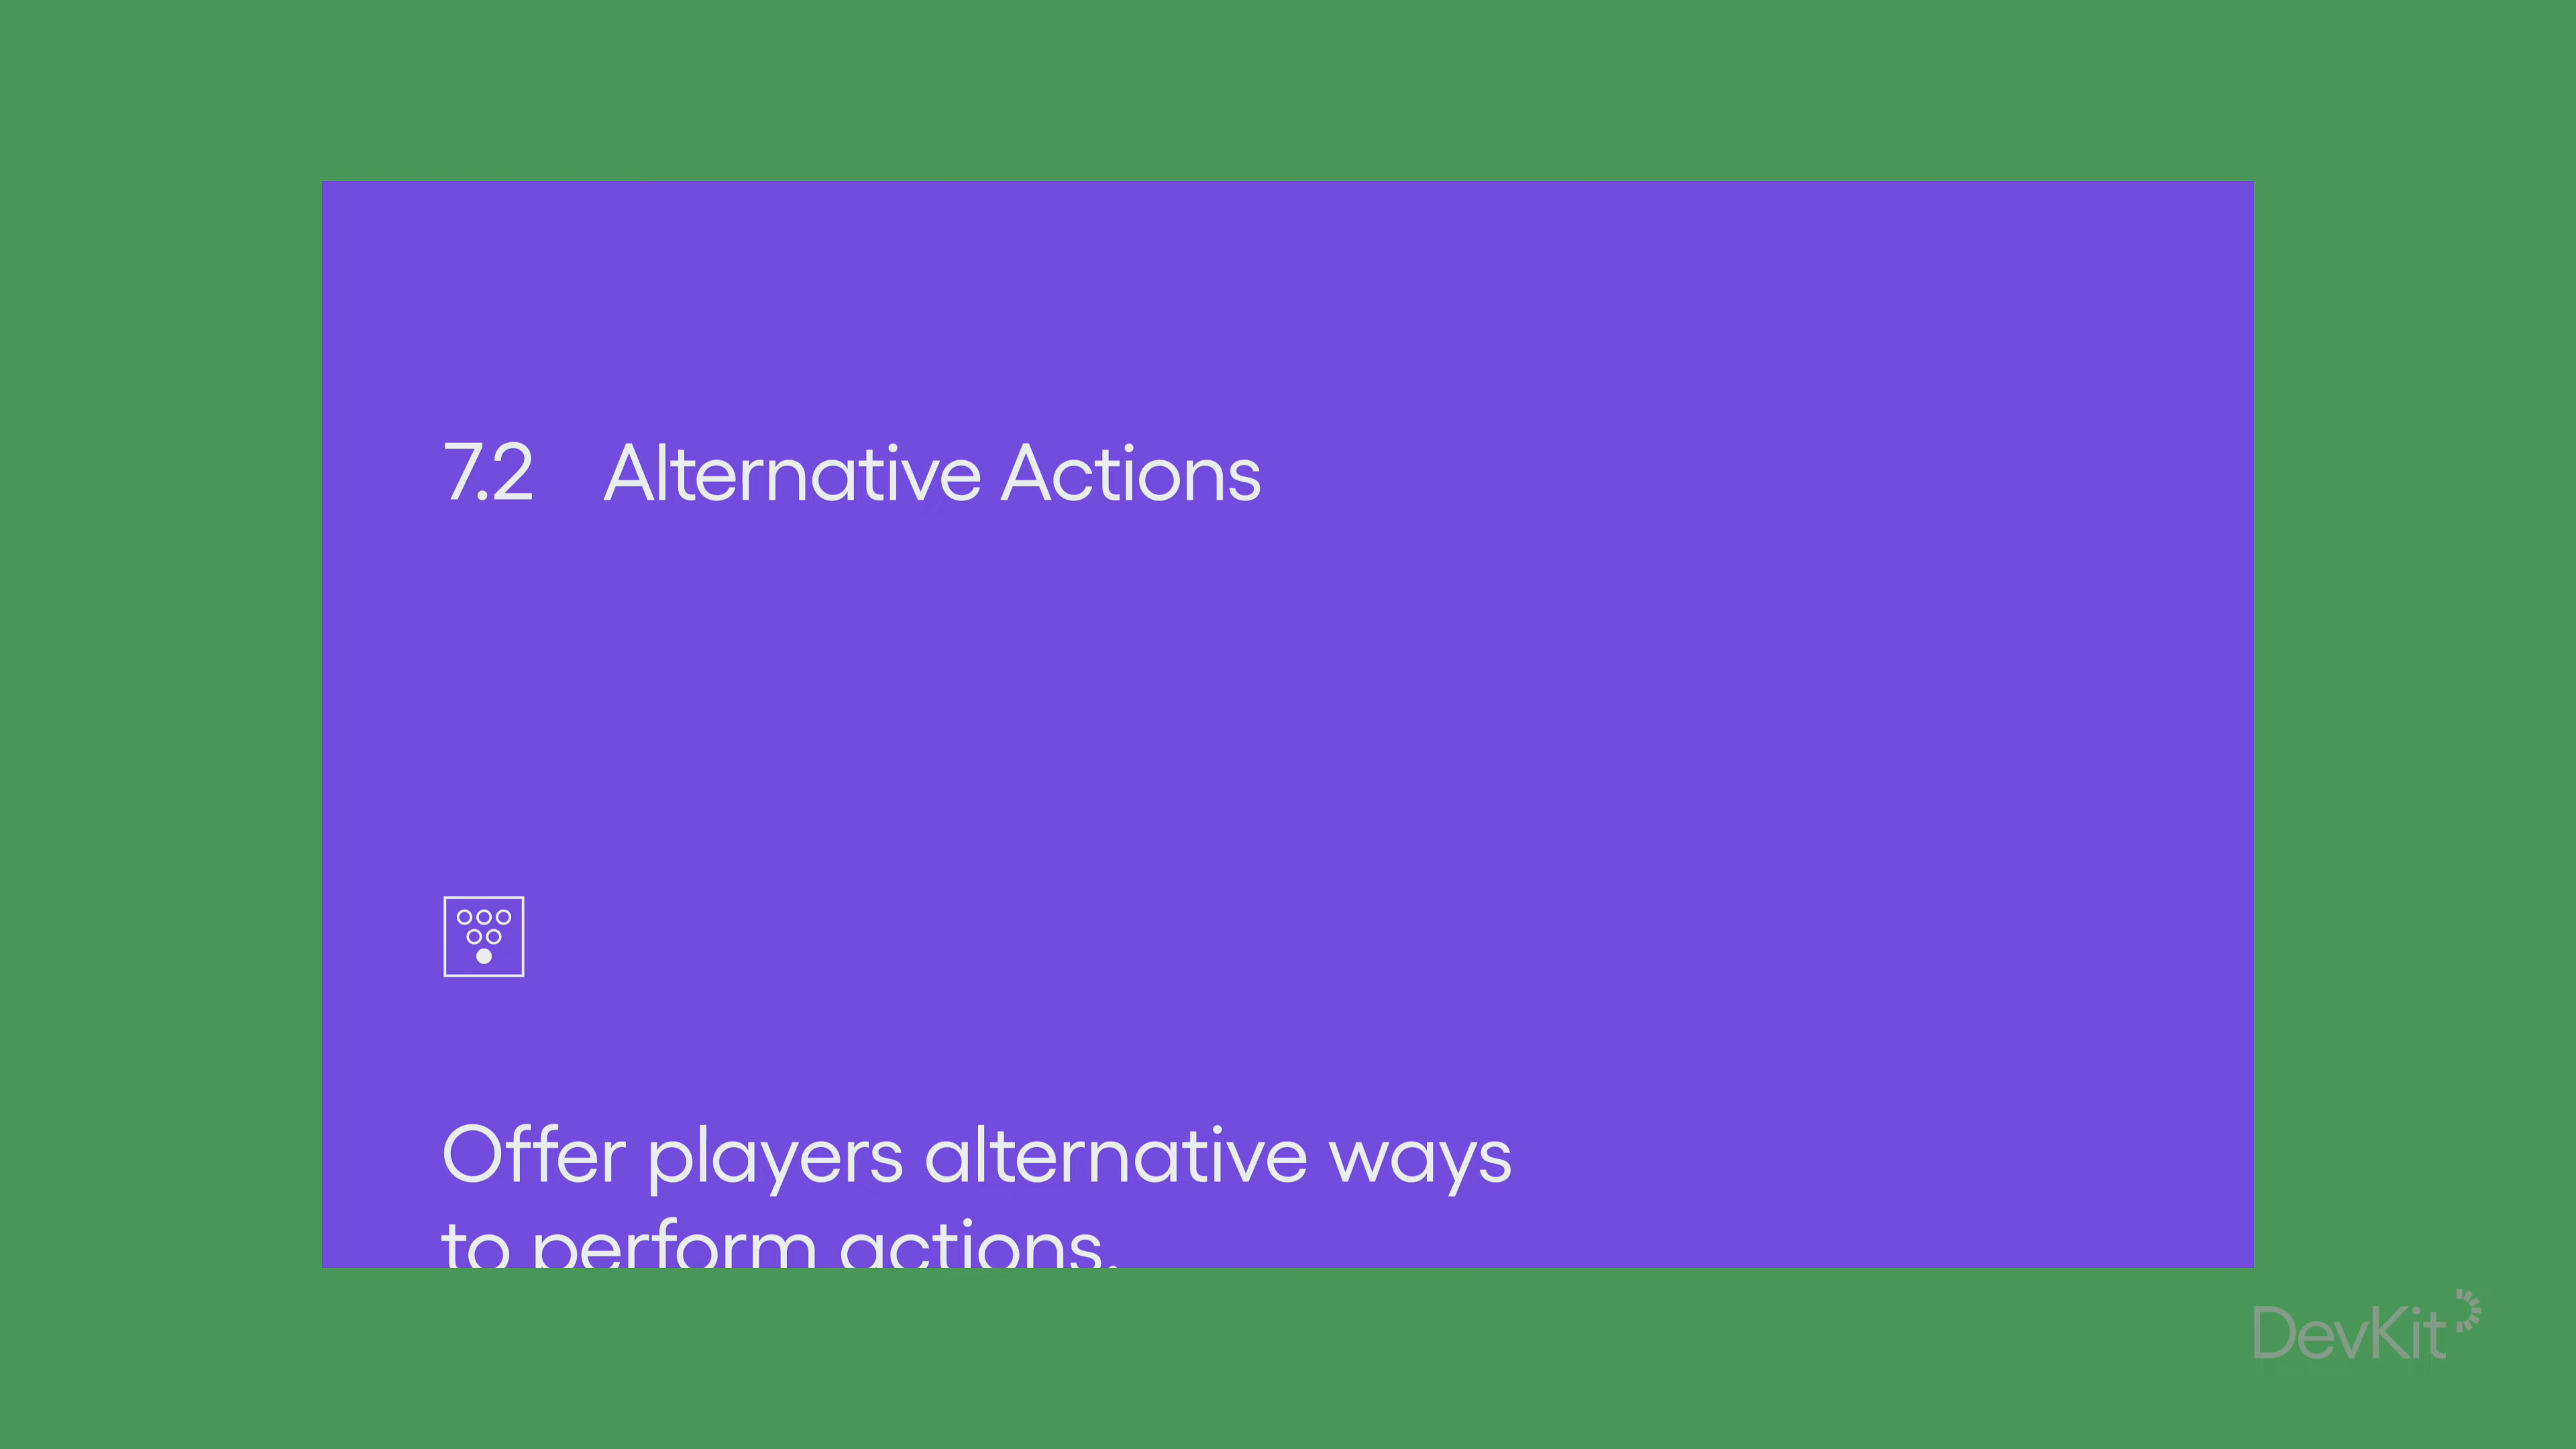 7.2 Alternative Actions
Offer players alternative ways
to perform actions.
DevKit